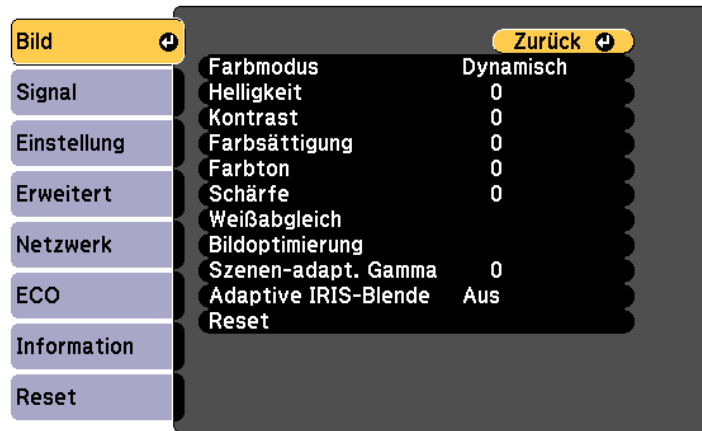 Bild
Signal
Einstellung
Erweitert
Netzwerk
ECO
Information
Reset
Zurück
Farbmodus Dynamisch
Helligkeit 0
Kontrast 0
Farbsättigung 0
Farbton 0
Schärfe 0
Weißabgleich
Bildoptimierung
Szenen-adapt. Gamma 0
Adaptive IRIS-Blende Aus
Reset